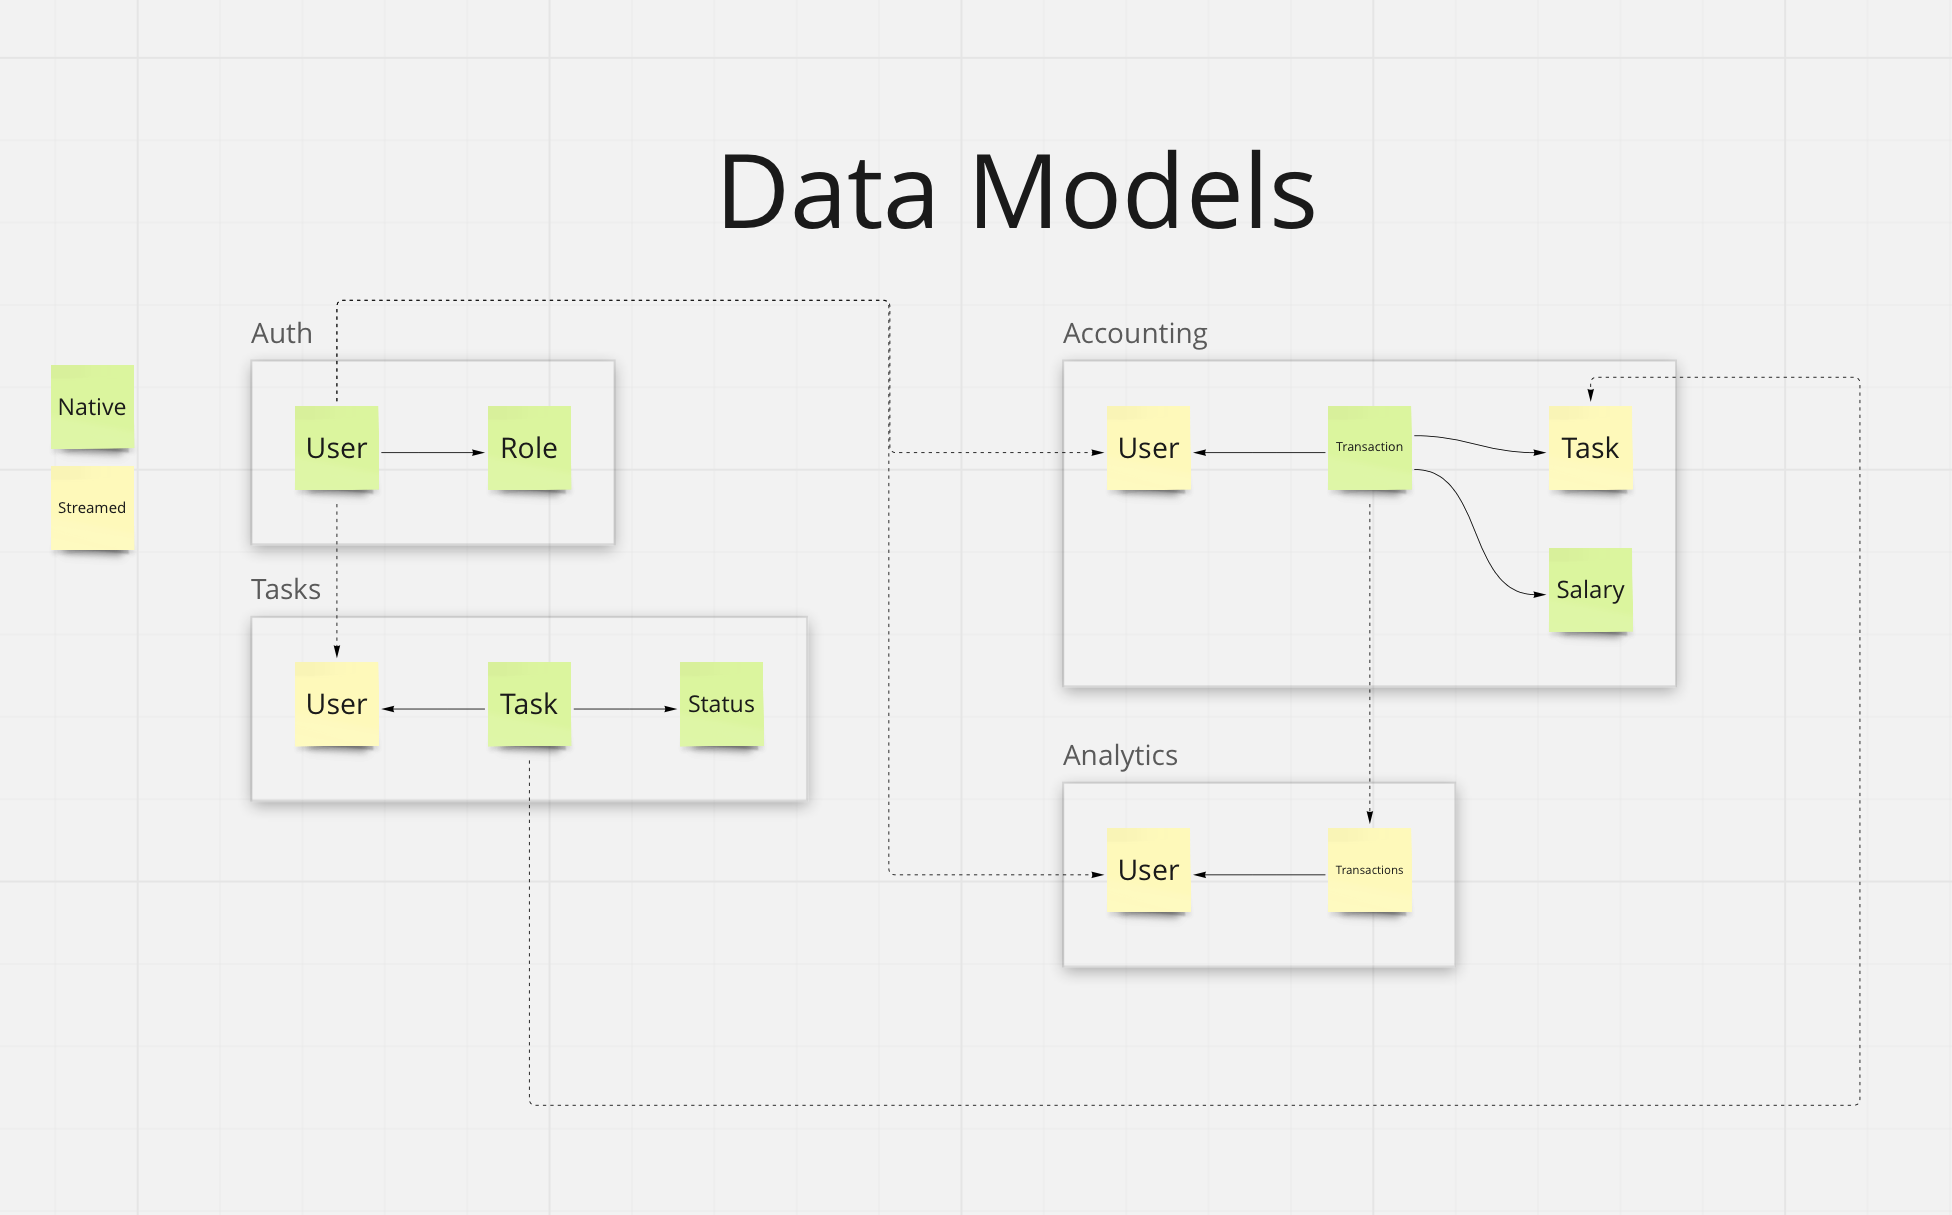 Data Models
Native
Streamed
Auth
User
Role
Tasks
User
Task
Status
Accounting
User
Transaction
Task
Salary
Analytics
User
Transactions